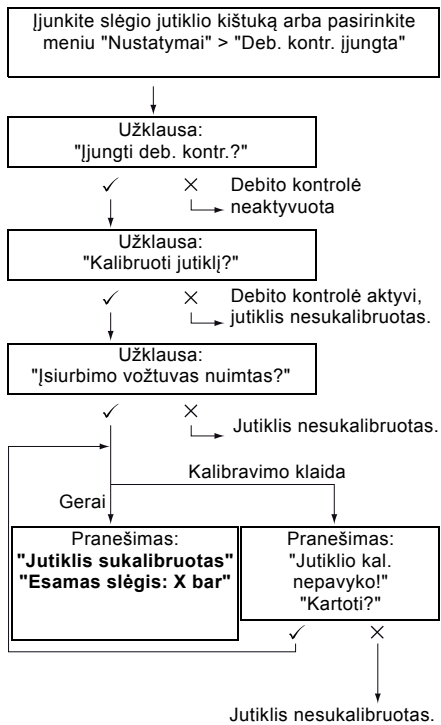 Įjunkite slėgio jutiklio kištuką arba pasirinkite
meniu "Nustatymai" > "Deb. kontr. įjungta"
Užklausa:
"Įjungti deb. kontr.?"
✓ ✕ Debito kontrolė
neaktyvuota
Užklausa:
"Kalibruoti jutiklį?"
✓ ✕ Debito kontrolė aktyvi,
jutiklis nesukalibruotas.
Užklausa:
"Įsiurbimo vožtuvas nuimtas?"
✓ ✕
Jutiklis nesukalibruotas.
Kalibravimo klaida
Gerai
Pranešimas:
"Jutiklis sukalibruotas"
"Esamas slėgis: X bar"
Pranešimas:
"Jutiklio kal.
nepavyko!"
"Kartoti?"
✓ ✕
Jutiklis nesukalibruotas.